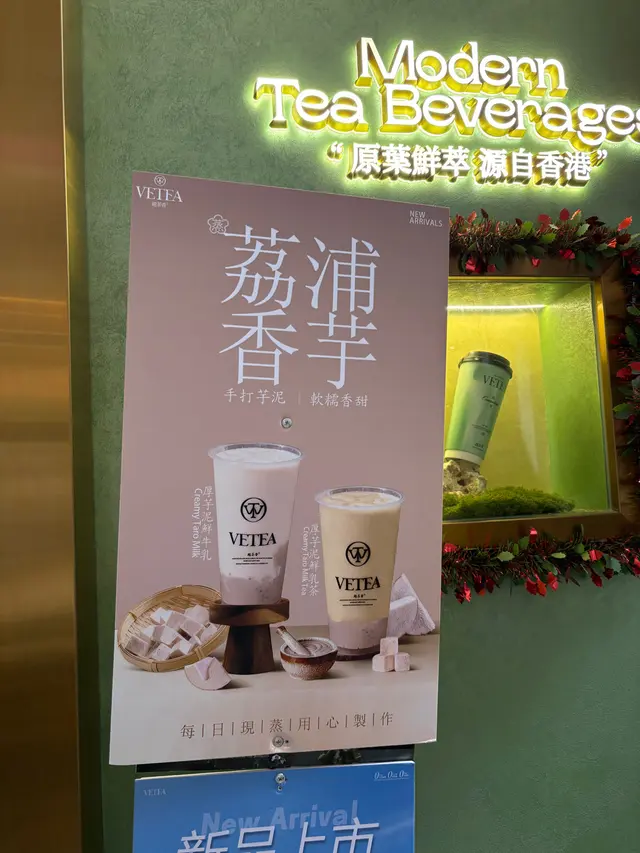 Modern
Tea Beverages
“原葉鮮萃 源自香港”
VETEA
NEW
ARRIVALS
蒸
荔浦
香芋
手打芋泥 | 軟糯香甜
厚芋泥鮮牛乳
Creamy Taro Milk
VETEA
厚芋泥鮮乳茶
Creamy Taro Milk Tea
VETEA
每|日|現|蒸|用|心|製|作
VETEA
New Arrival
新品上市
VETEA